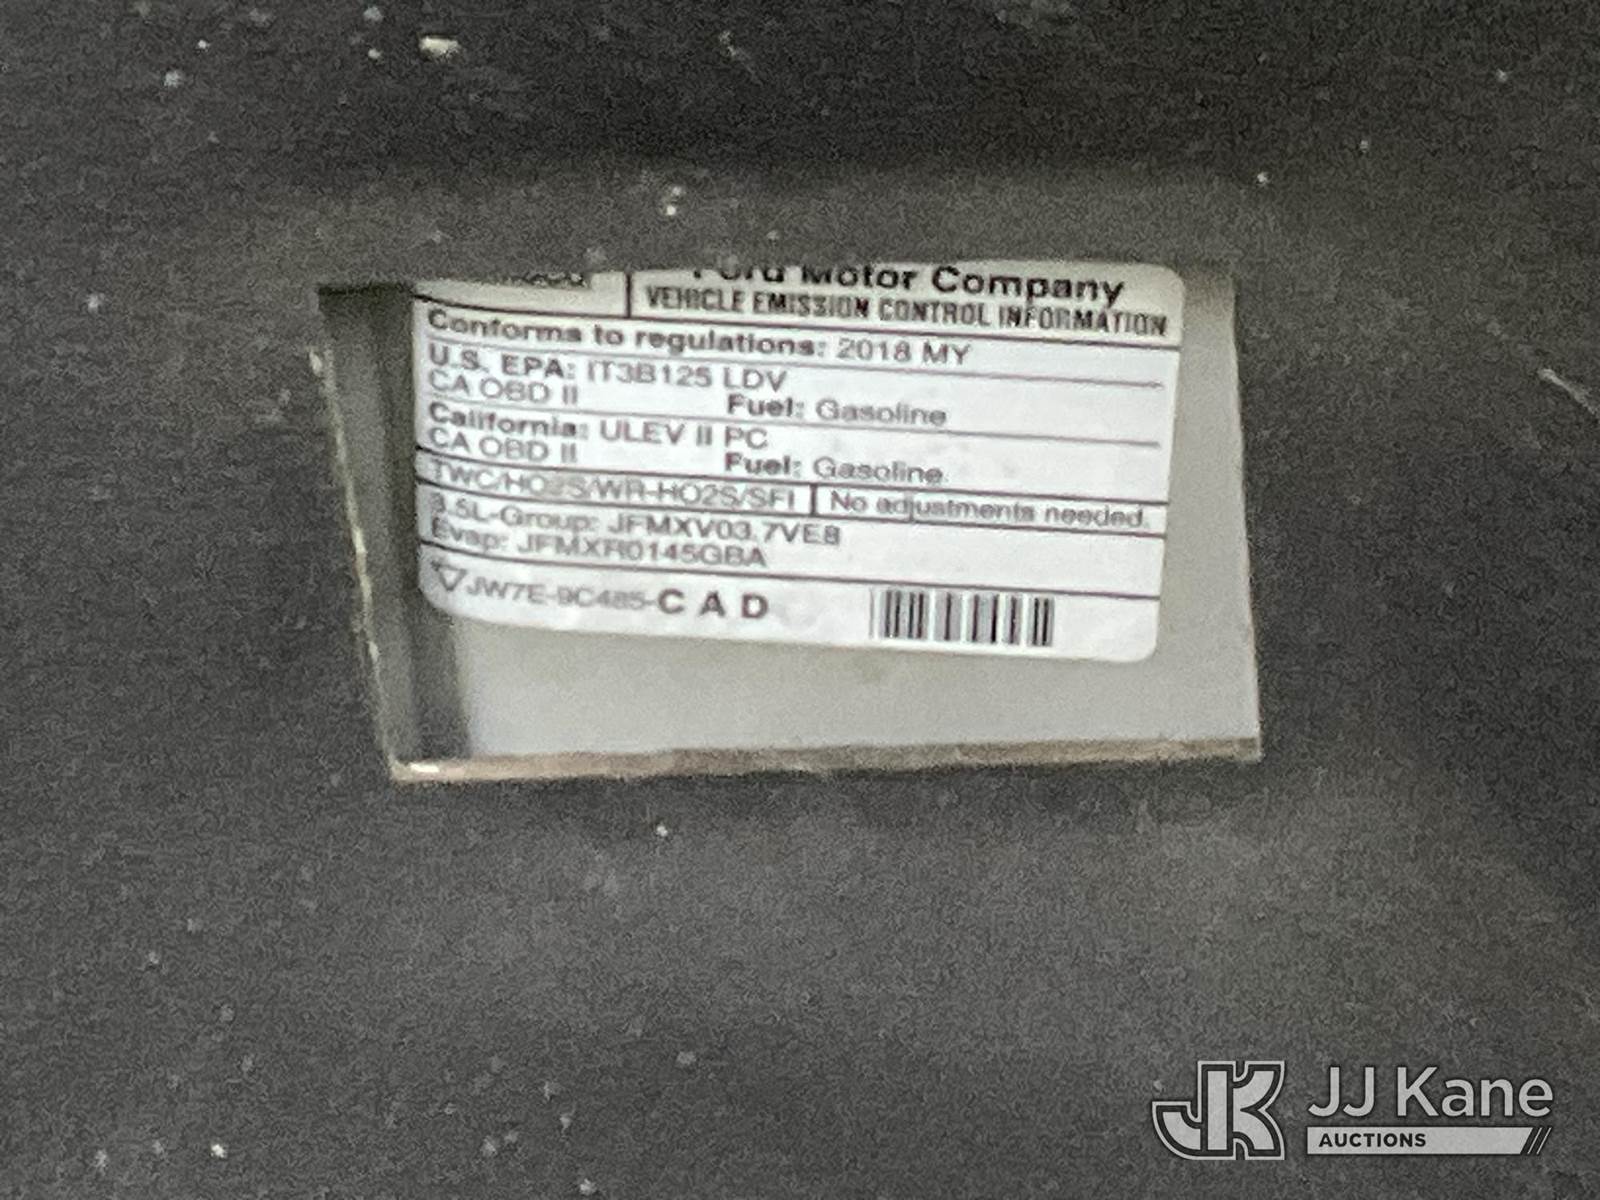 Ford Motor Company
VEHICLE EMISSION CONTROL INFORMATION
Conforms to regulations: 2018 MY
U.S. EPA: IT3B125 LDV
CA OBD II Fuel: Gasoline
California: ULEV II PC
CA OBD II Fuel: Gasoline
TWC/HO2S/WR-HO2S/SFI No adjustments needed.
3.5L-Group: JFMXV03.7VE8
Evap: JFMXR0145GBA
JW7E-9C485-C A D
JK JJ Kane
AUCTIONS